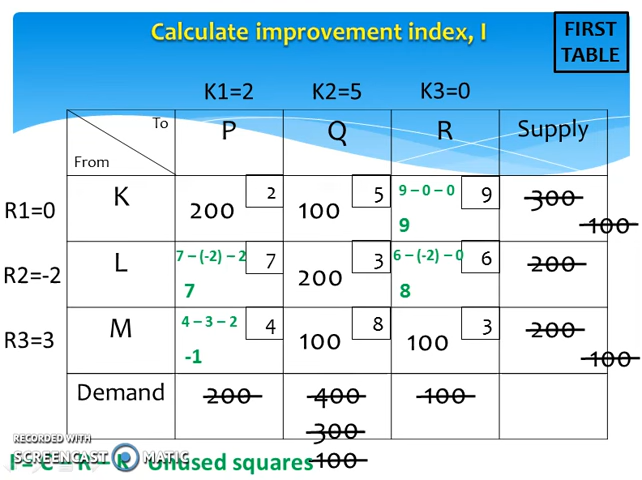 Calculate improvement index, I
FIRST
TABLE
K1=2 K2=5 K3=0
To
From
P Q R Supply
R1=0 K 200 2 100 5 9 – 0 – 0 9 300
9 100
R2=-2 L 7 – (-2) – 2 7 200 3 6 – (-2) – 0 6 200
7 8
R3=3 M 4 – 3 – 2 4 100 8 100 3 200
-1 100
Demand 200 400 100
300
100
RECORDED WITH
SCREENCAST MATIC
Unused squares